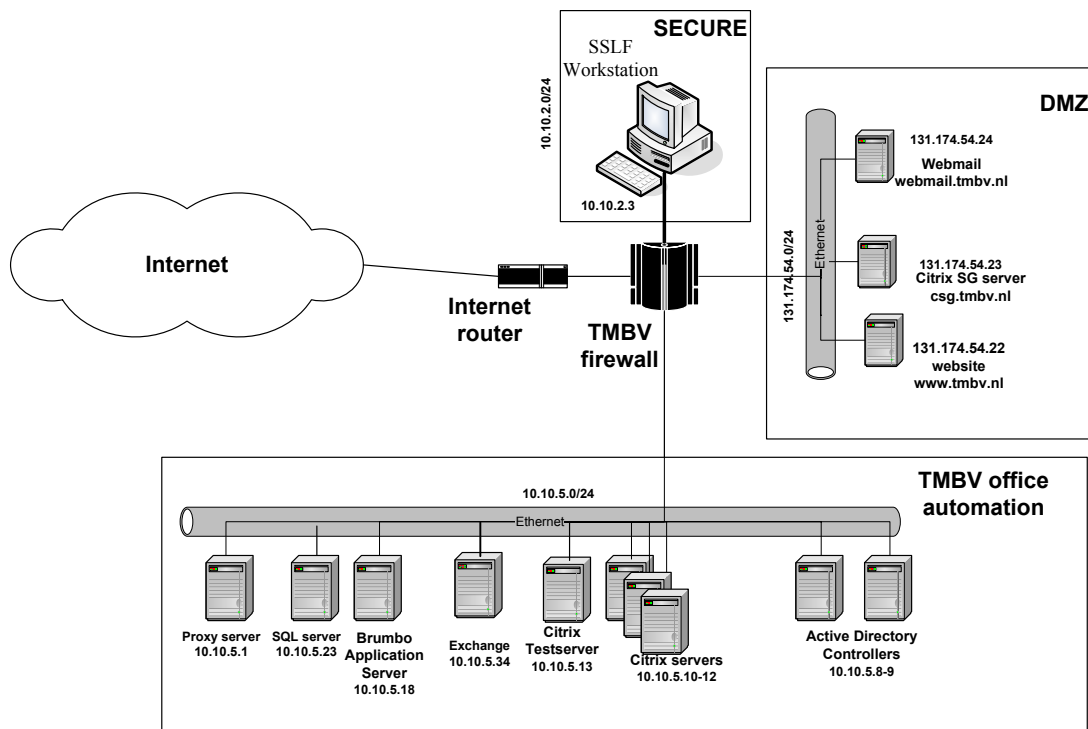 SECURE
SSLF
Workstation
10.10.2.0/24
10.10.2.3
DMZ
131.174.54.0/24
Ethernet
131.174.54.24
Webmail
webmail.tmbv.nl
131.174.54.23
Citrix SG server
csg.tmbv.nl
131.174.54.22
website
www.tmbv.nl
Internet
Internet
router
TMBV
firewall
TMBV office
automation
10.10.5.0/24
Ethernet
Proxy server
10.10.5.1
SQL server
10.10.5.23
Brumbo
Application
Server
10.10.5.18
Exchange
10.10.5.34
Citrix
Testserver
10.10.5.13
Citrix servers
10.10.5.10-12
Active Directory
Controllers
10.10.5.8-9